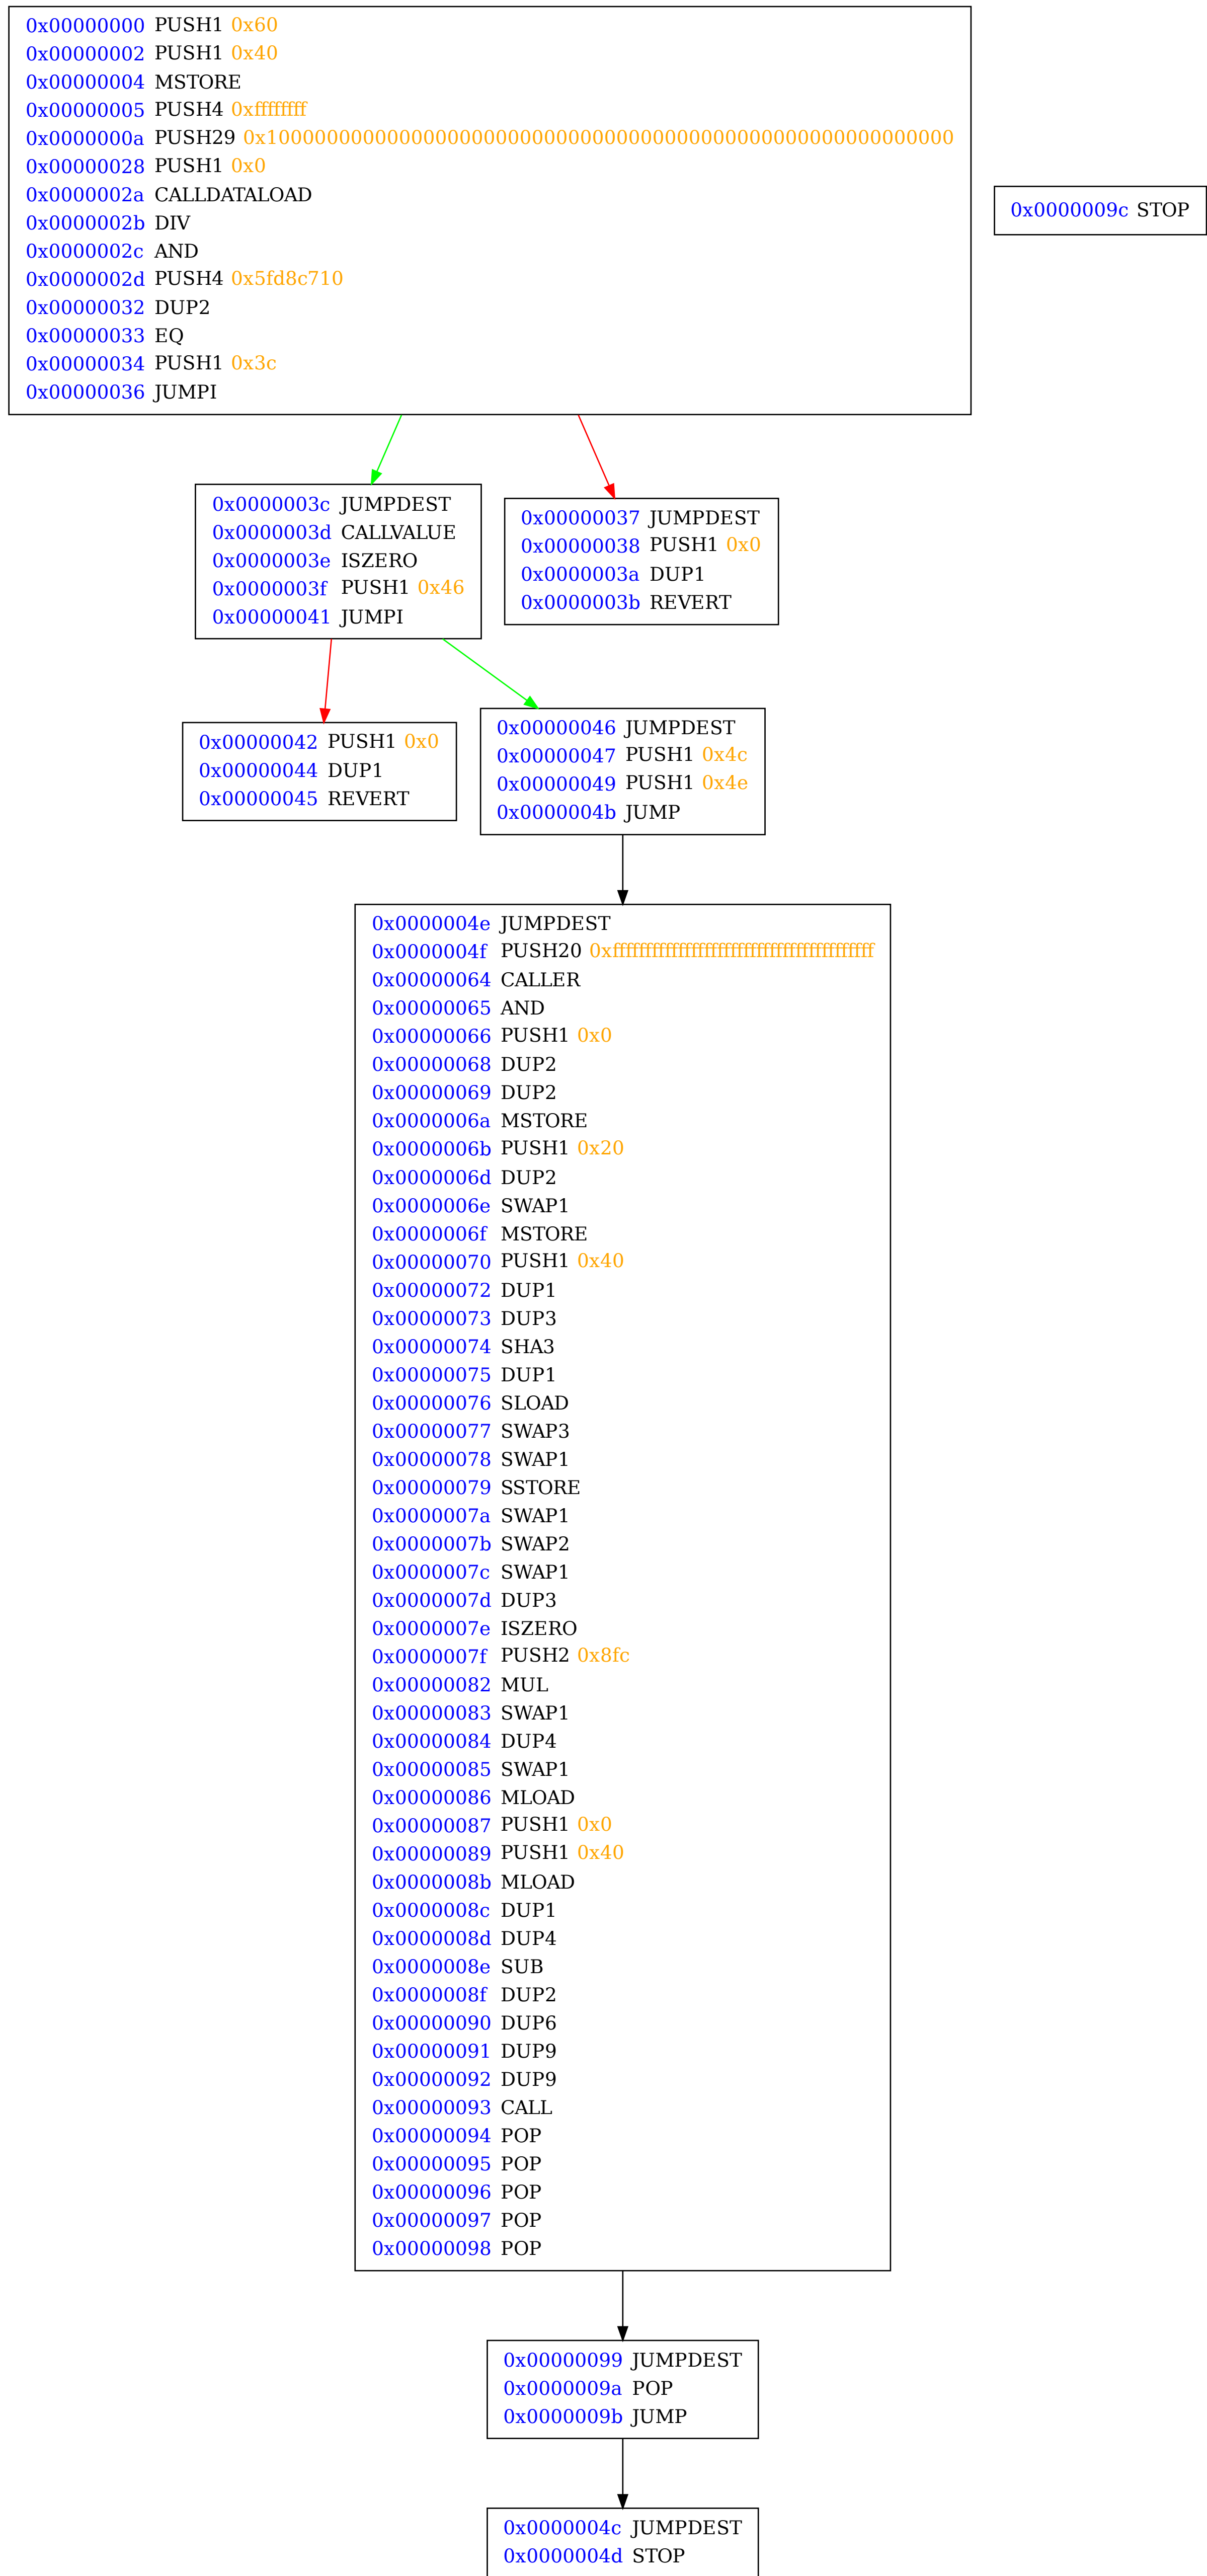 0x00000000 PUSH1 0x60
0x00000002 PUSH1 0x40
0x00000004 MSTORE
0x00000005 PUSH4 0xffffffff
0x0000000a PUSH29 0x100000000000000000000000000000000000000000000000000000000
0x00000028 PUSH1 0x0
0x0000002a CALLDATALOAD
0x0000002b DIV
0x0000002c AND
0x0000002d PUSH4 0x5fd8c710
0x00000032 DUP2
0x00000033 EQ
0x00000034 PUSH1 0x3c
0x00000036 JUMPI
0x0000009c STOP
0x0000003c JUMPDEST
0x0000003d CALLVALUE
0x0000003e ISZERO
0x0000003f PUSH1 0x46
0x00000041 JUMPI
0x00000037 JUMPDEST
0x00000038 PUSH1 0x0
0x0000003a DUP1
0x0000003b REVERT
0x00000042 PUSH1 0x0
0x00000044 DUP1
0x00000045 REVERT
0x00000046 JUMPDEST
0x00000047 PUSH1 0x4c
0x00000049 PUSH1 0x4e
0x0000004b JUMP
0x0000004e JUMPDEST
0x0000004f PUSH20 0xffffffffffffffffffffffffffffffffffffffff
0x00000064 CALLER
0x00000065 AND
0x00000066 PUSH1 0x0
0x00000068 DUP2
0x00000069 DUP2
0x0000006a MSTORE
0x0000006b PUSH1 0x20
0x0000006d DUP2
0x0000006e SWAP1
0x0000006f MSTORE
0x00000070 PUSH1 0x40
0x00000072 DUP1
0x00000073 DUP3
0x00000074 SHA3
0x00000075 DUP1
0x00000076 SLOAD
0x00000077 SWAP3
0x00000078 SWAP1
0x00000079 SSTORE
0x0000007a SWAP1
0x0000007b SWAP2
0x0000007c SWAP1
0x0000007d DUP3
0x0000007e ISZERO
0x0000007f PUSH2 0x8fc
0x00000082 MUL
0x00000083 SWAP1
0x00000084 DUP4
0x00000085 SWAP1
0x00000086 MLOAD
0x00000087 PUSH1 0x0
0x00000089 PUSH1 0x40
0x0000008b MLOAD
0x0000008c DUP1
0x0000008d DUP4
0x0000008e SUB
0x0000008f DUP2
0x00000090 DUP6
0x00000091 DUP9
0x00000092 DUP9
0x00000093 CALL
0x00000094 POP
0x00000095 POP
0x00000096 POP
0x00000097 POP
0x00000098 POP
0x00000099 JUMPDEST
0x0000009a POP
0x0000009b JUMP
0x0000004c JUMPDEST
0x0000004d STOP